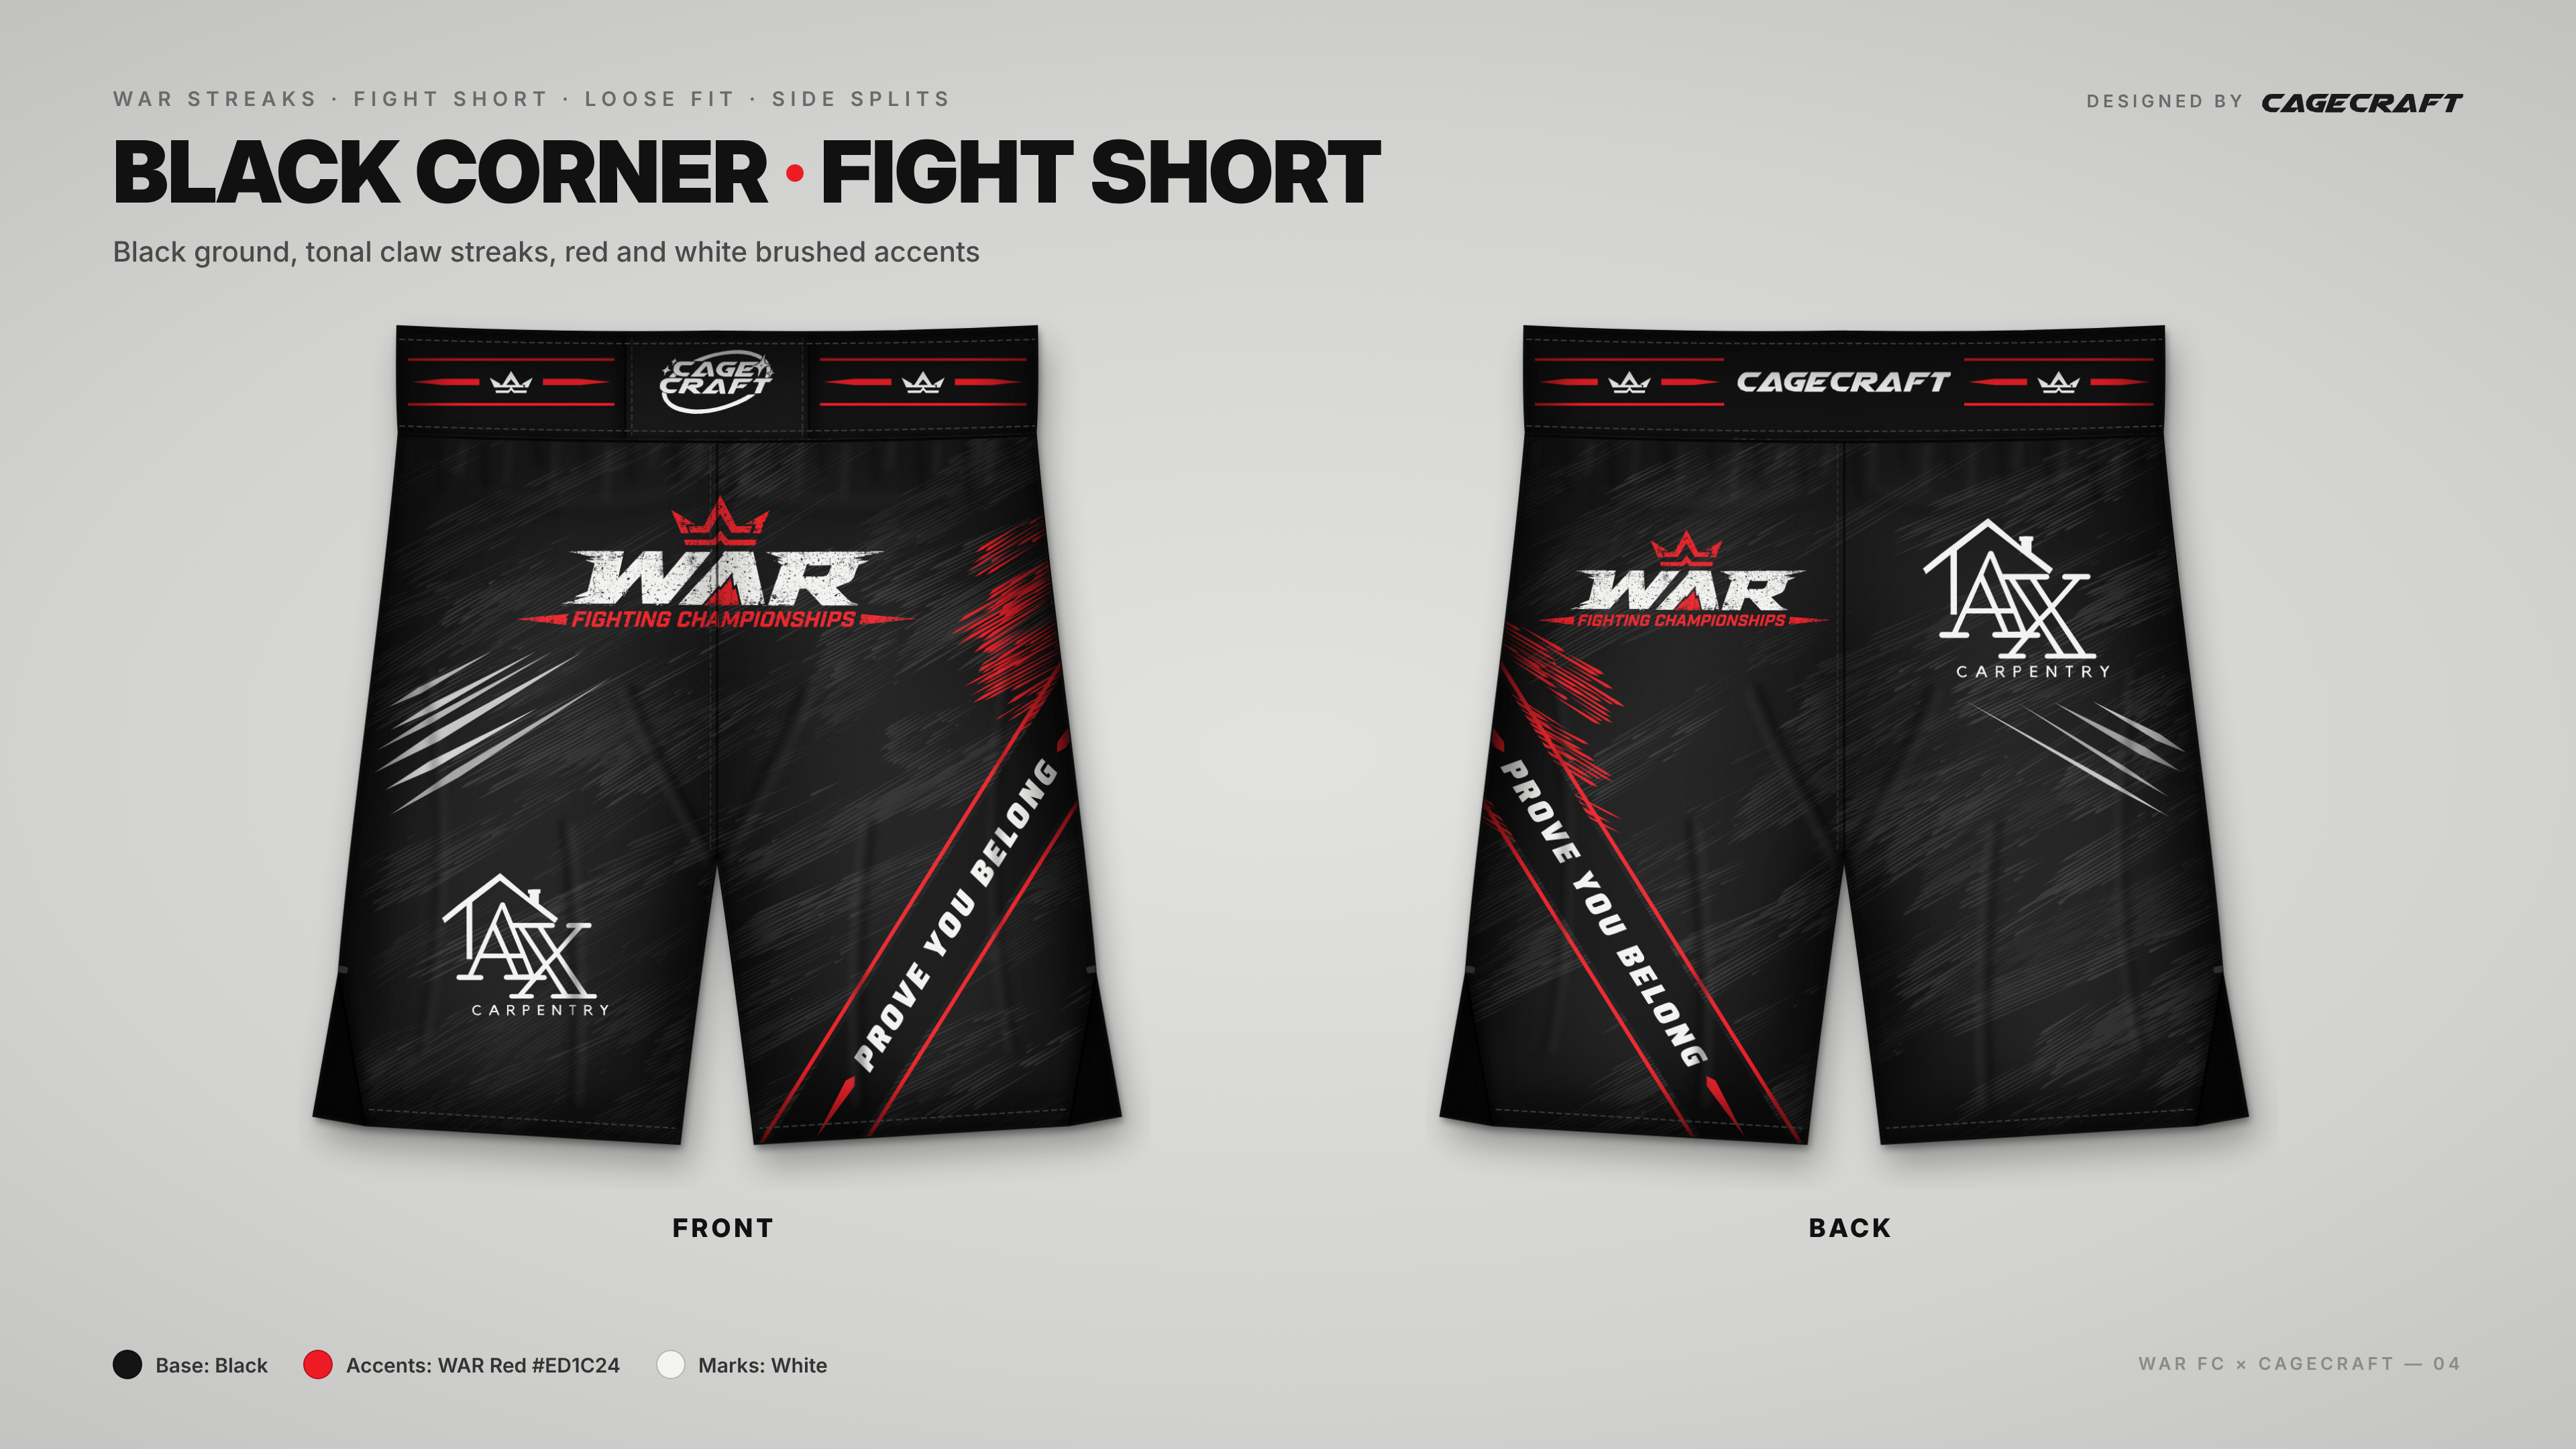 WAR STREAKS · FIGHT SHORT · LOOSE FIT · SIDE SPLITS
DESIGNED BY CAGECRAFT
BLACK CORNER · FIGHT SHORT
Black ground, tonal claw streaks, red and white brushed accents
CAGE
CRAFT
WAR
FIGHTING CHAMPIONSHIPS
PROVE YOU BELONG
AX
CARPENTRY
CAGECRAFT
WAR
FIGHTING CHAMPIONSHIPS
AX
CARPENTRY
PROVE YOU BELONG
FRONT
BACK
Base: Black
Accents: WAR Red #ED1C24
Marks: White
WAR FC × CAGECRAFT — 04